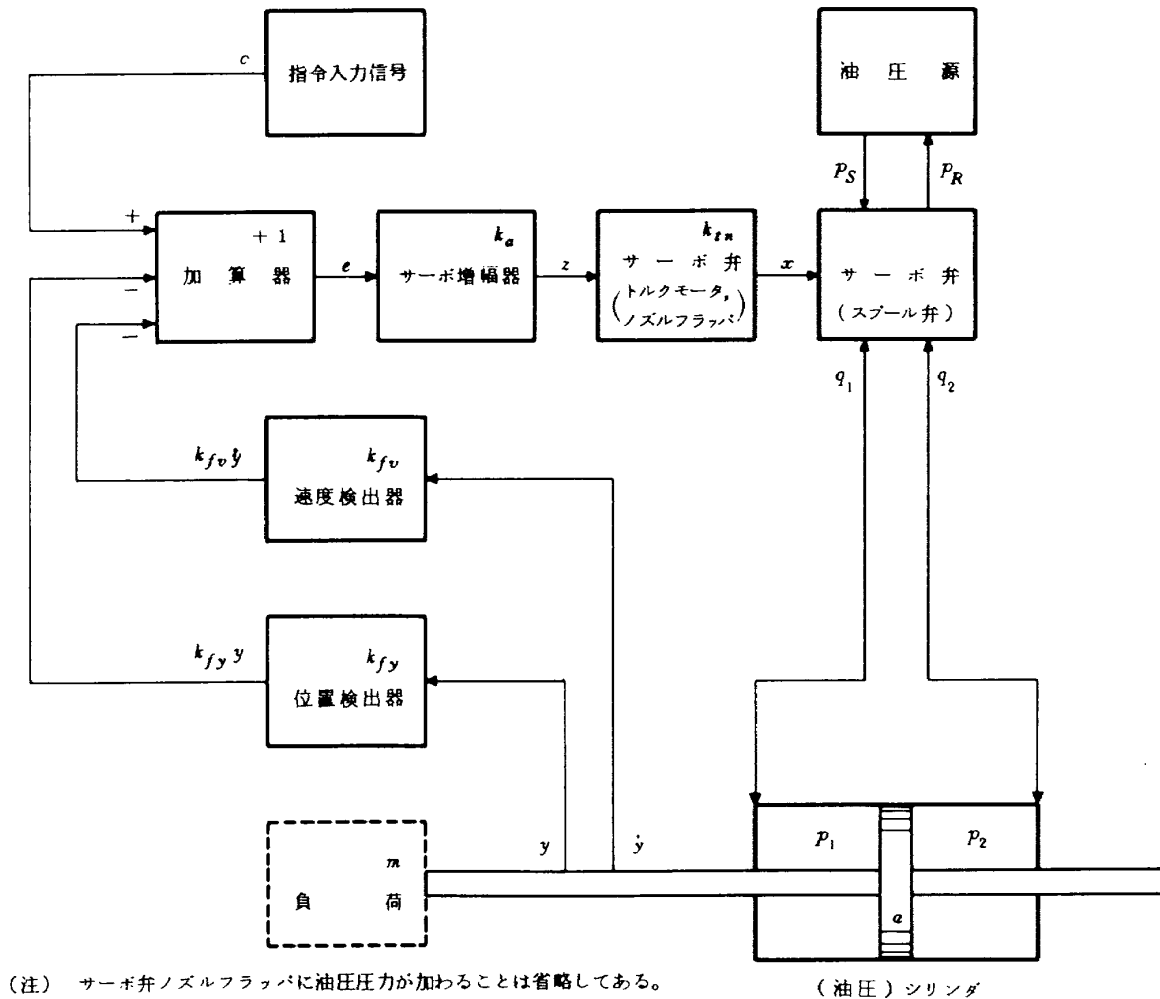 c
指令入力信号
油圧源
p_S
p_R
+
+1
加算器
−
−
e
k_a
サーボ増幅器
z
k_tn
サーボ弁
(トルクモータ,
ノズルフラッパ)
x
サーボ弁
(スプール弁)
q_1
q_2
k_fv ẏ
k_fv
速度検出器
k_fy y
k_fy
位置検出器
y
ẏ
p_1
p_2
m
負荷
a
(注) サーボ弁ノズルフラッパに油圧圧力が加わることは省略してある。
(油圧)シリンダ